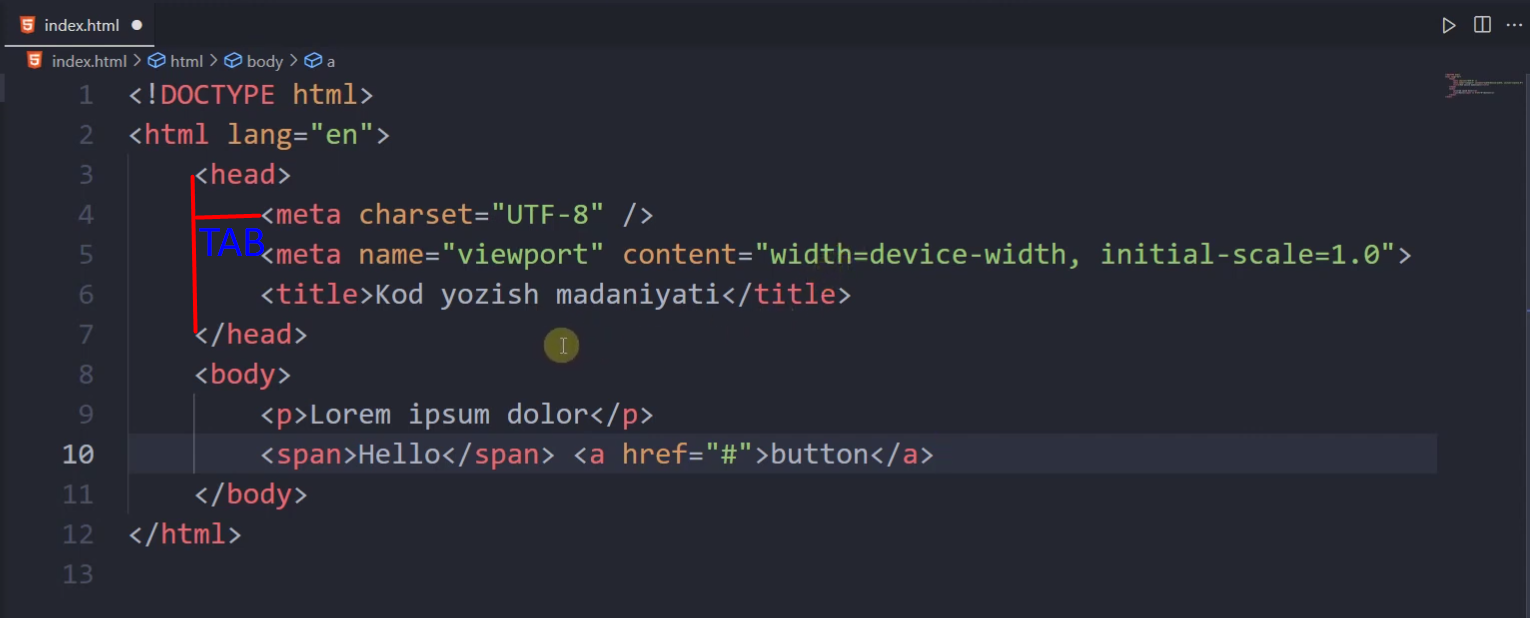 index.html
index.html > html > body > a
1 <!DOCTYPE html>
2 <html lang="en">
3     <head>
4         <meta charset="UTF-8" />
TAB
5         <meta name="viewport" content="width=device-width, initial-scale=1.0">
6         <title>Kod yozish madaniyati</title>
7     </head>
8     <body>
9         <p>Lorem ipsum dolor</p>
10         <span>Hello</span> <a href="#">button</a>
11     </body>
12 </html>
13